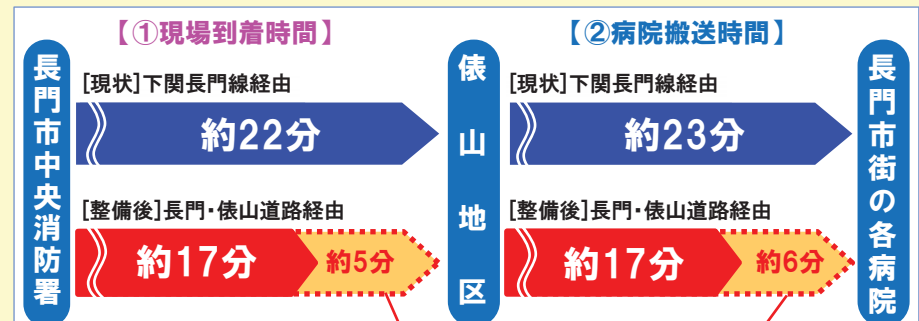 【①現場到着時間】
【②病院搬送時間】
長門市中央消防署
[現状]下関長門線経由
約22分
俵山地区
[現状]下関長門線経由
約23分
長門市街の各病院
[整備後]長門・俵山道路経由
約17分
約5分
[整備後]長門・俵山道路経由
約17分
約6分